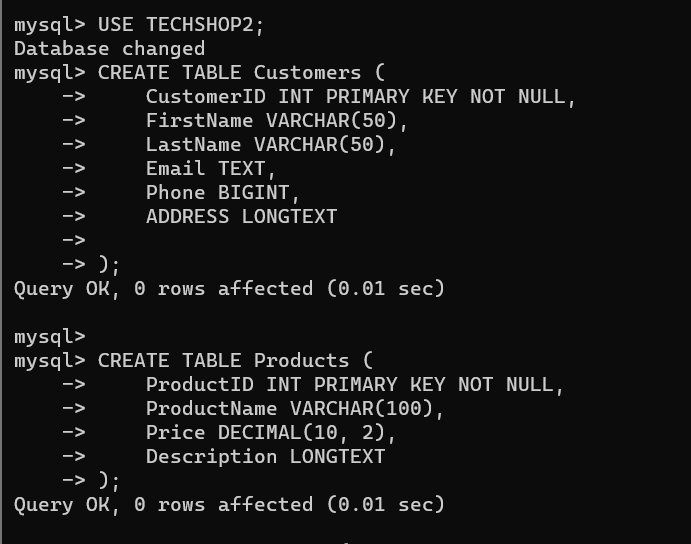 mysql> USE TECHSHOP2;
Database changed
mysql> CREATE TABLE Customers (
    ->     CustomerID INT PRIMARY KEY NOT NULL,
    ->     FirstName VARCHAR(50),
    ->     LastName VARCHAR(50),
    ->     Email TEXT,
    ->     Phone BIGINT,
    ->     ADDRESS LONGTEXT
    ->
    -> );
Query OK, 0 rows affected (0.01 sec)

mysql>
mysql> CREATE TABLE Products (
    ->     ProductID INT PRIMARY KEY NOT NULL,
    ->     ProductName VARCHAR(100),
    ->     Price DECIMAL(10, 2),
    ->     Description LONGTEXT
    -> );
Query OK, 0 rows affected (0.01 sec)